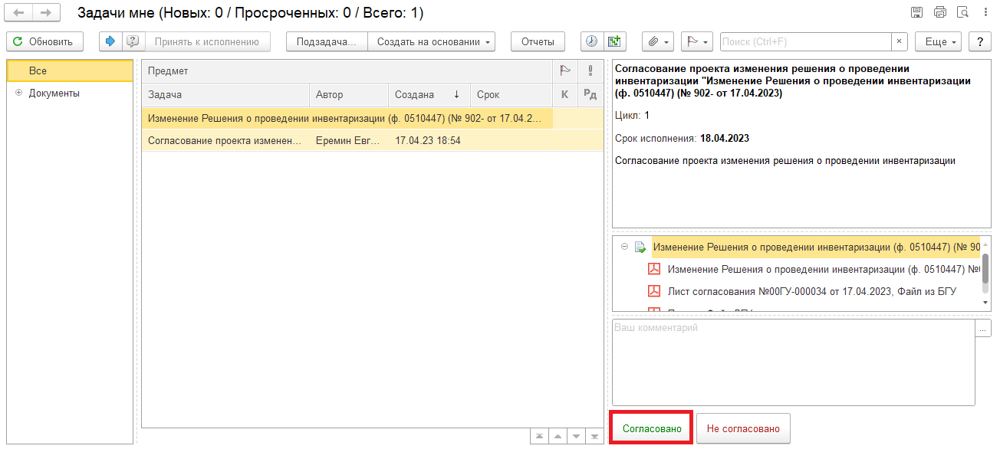 Задачи мне (Новых: 0 / Просроченных: 0 / Всего: 1)
Обновить
Принять к исполнению
Подзадача...
Создать на основании
Отчеты
Поиск (Ctrl+F)
×
Еще
?
Все
Документы
Предмет
Задача
Автор
Создана ↓
Срок
К
Рд
Изменение Решения о проведении инвентаризации (ф. 0510447) (№ 902- от 17.04.2...
Согласование проекта изменен...
Еремин Евг...
17.04.23 18:54
Согласование проекта изменения решения о проведении
инвентаризации "Изменение Решения о проведении инвентаризации
(ф. 0510447) (№ 902- от 17.04.2023)
Цикл: 1
Срок исполнения: 18.04.2023
Согласование проекта изменения решения о проведении инвентаризации
Изменение Решения о проведении инвентаризации (ф. 0510447) (№ 90
Изменение Решения о проведении инвентаризации (ф. 0510447) №
Лист согласования №00ГУ-000034 от 17.04.2023, Файл из БГУ
Ваш комментарий
...
Согласовано
Не согласовано